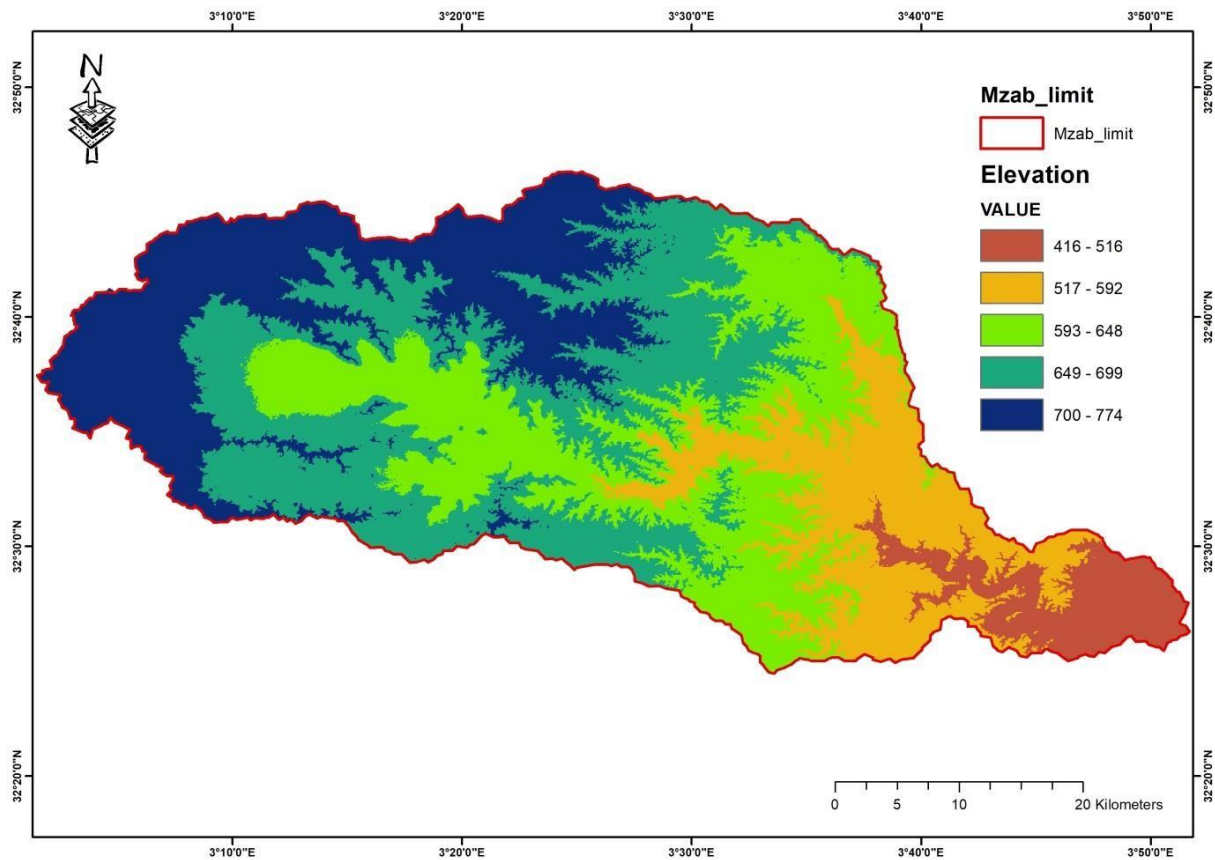 3°10'0"E 3°20'0"E 3°30'0"E 3°40'0"E 3°50'0"E
32°50'0"N 32°50'0"N
N
Mzab_limit
Mzab_limit
Elevation
VALUE
416 - 516
517 - 592
593 - 648
649 - 699
700 - 774
32°40'0"N 32°40'0"N
32°30'0"N 32°30'0"N
32°20'0"N 32°20'0"N
0 5 10 20 Kilometers
3°10'0"E 3°20'0"E 3°30'0"E 3°40'0"E 3°50'0"E